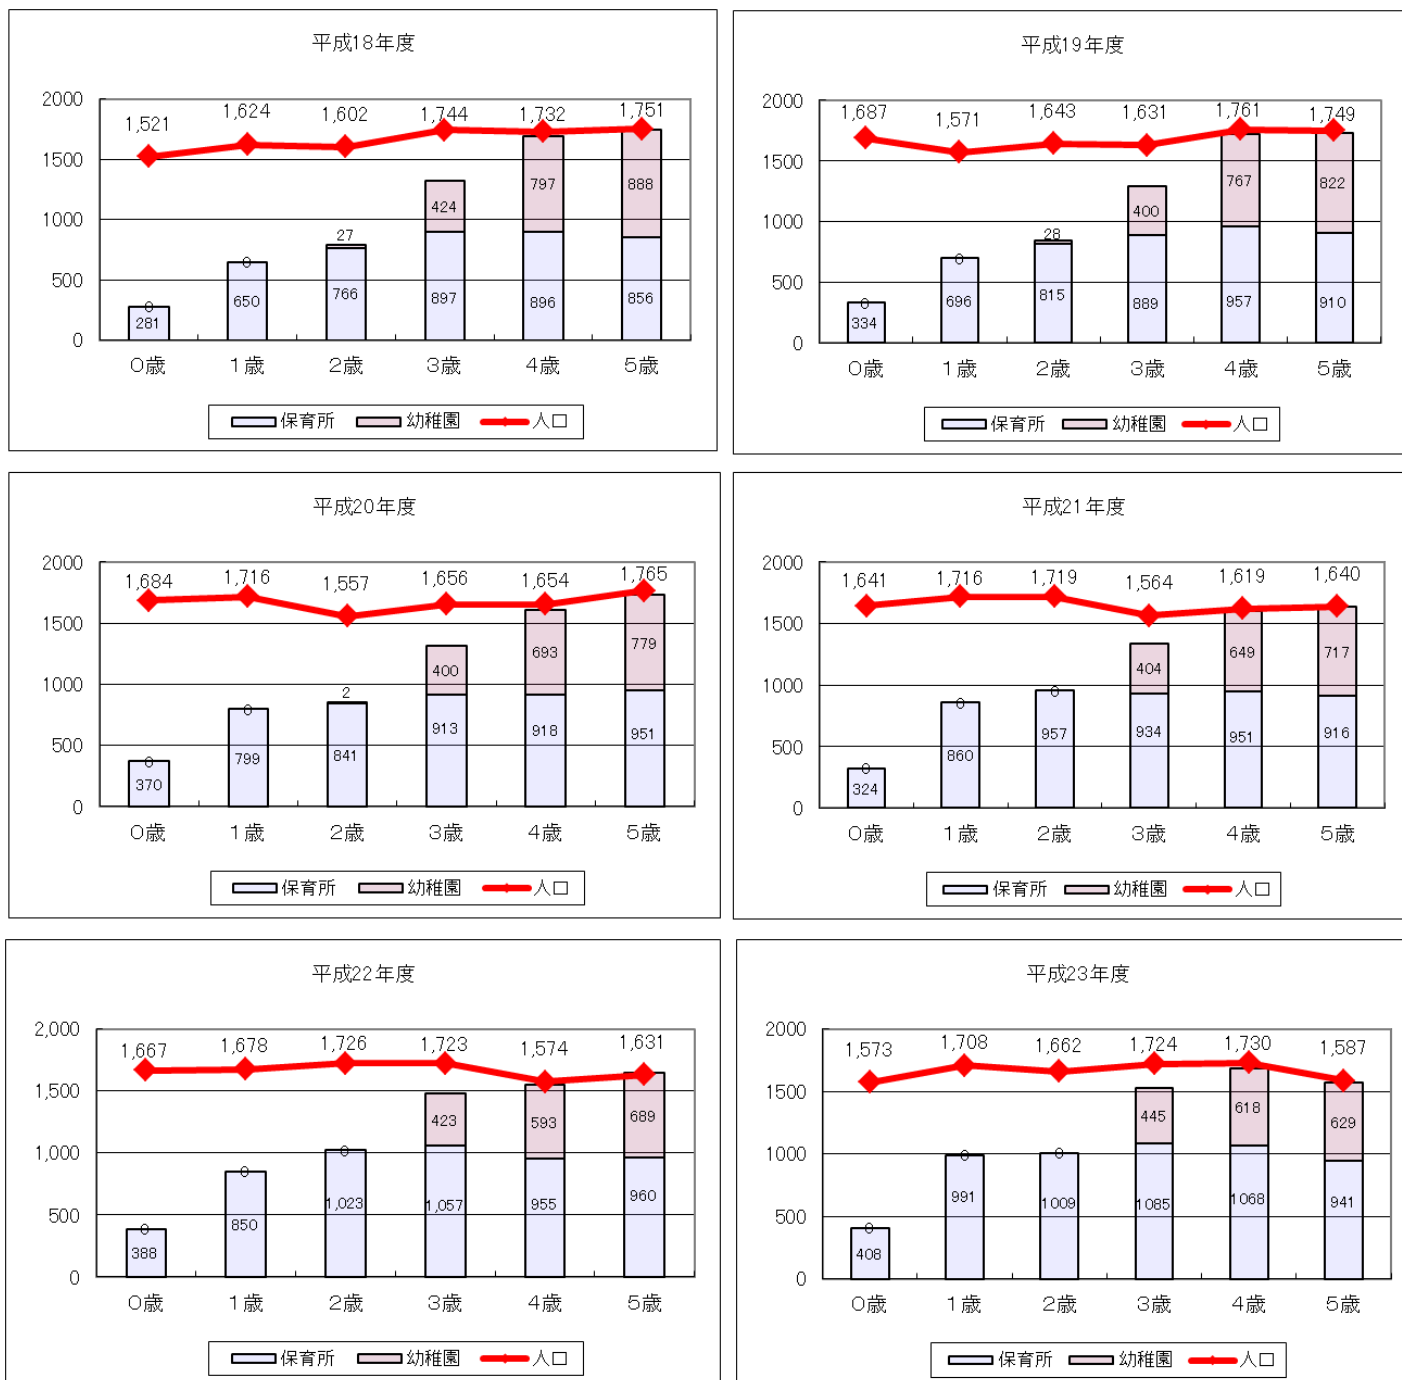 平成18年度
2000
1500
1000
500
0
1,521 1,624 1,602 1,744 1,732 1,751
27 424 797 888
0 0
281 650 766 897 896 856
0歳 1歳 2歳 3歳 4歳 5歳
保育所 幼稚園 人口
平成19年度
2000
1500
1000
500
0
1,687 1,571 1,643 1,631 1,761 1,749
28 400 767 822
0 0
334 696 815 889 957 910
0歳 1歳 2歳 3歳 4歳 5歳
保育所 幼稚園 人口
平成20年度
2000
1500
1000
500
0
1,684 1,716 1,557 1,656 1,654 1,765
0 0 2 400 693 779
370 799 841 913 918 951
0歳 1歳 2歳 3歳 4歳 5歳
保育所 幼稚園 人口
平成21年度
2000
1500
1000
500
0
1,641 1,716 1,719 1,564 1,619 1,640
0 0 0 404 649 717
324 860 957 934 951 916
0歳 1歳 2歳 3歳 4歳 5歳
保育所 幼稚園 人口
平成22年度
2,000
1,500
1,000
500
0
1,667 1,678 1,726 1,723 1,574 1,631
0 0 0 423 593 689
388 850 1,023 1,057 955 960
0歳 1歳 2歳 3歳 4歳 5歳
保育所 幼稚園 人口
平成23年度
2000
1500
1000
500
0
1,573 1,708 1,662 1,724 1,730 1,587
0 0 0 445 618 629
408 991 1009 1085 1068 941
0歳 1歳 2歳 3歳 4歳 5歳
保育所 幼稚園 人口